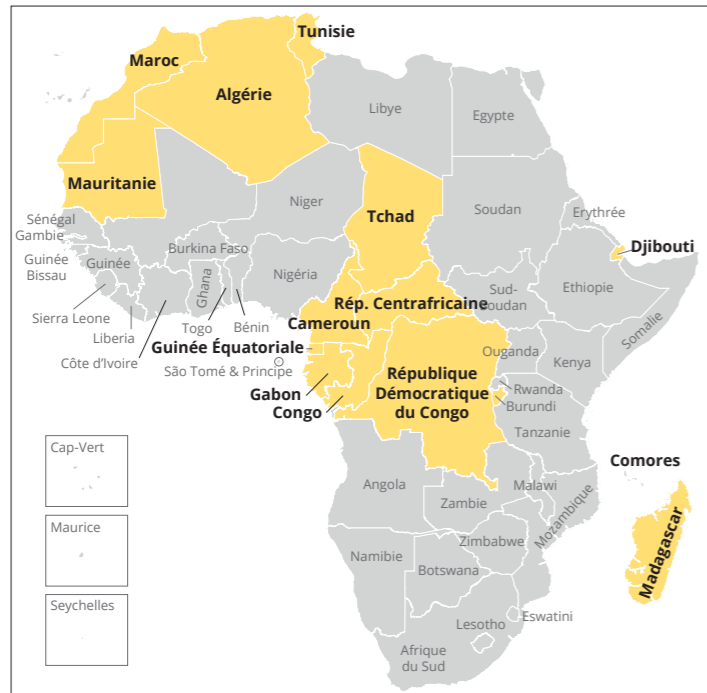 Tunisie
Maroc
Algérie
Libye
Egypte
Mauritanie
Niger
Tchad
Soudan
Erythrée
Sénégal
Gambie
Djibouti
Burkina Faso
Guinée
Bissau
Guinée
Nigéria
Ghana
Ethiopie
Sud-
soudan
Rép. Centrafricaine
Sierra Leone
Cameroun
Togo
Bénin
Liberia
Somalie
Guinée Équatoriale
Ouganda
Kenya
Côte d'Ivoire
São Tomé & Principe
République
Démocratique
du Congo
Rwanda
Gabon
Congo
Burundi
Tanzanie
Cap-Vert
Comores
Angola
Malawi
Zambie
Mozambique
Maurice
Zimbabwe
Madagascar
Namibie
Botswana
Seychelles
Eswatini
Lesotho
Afrique
du Sud